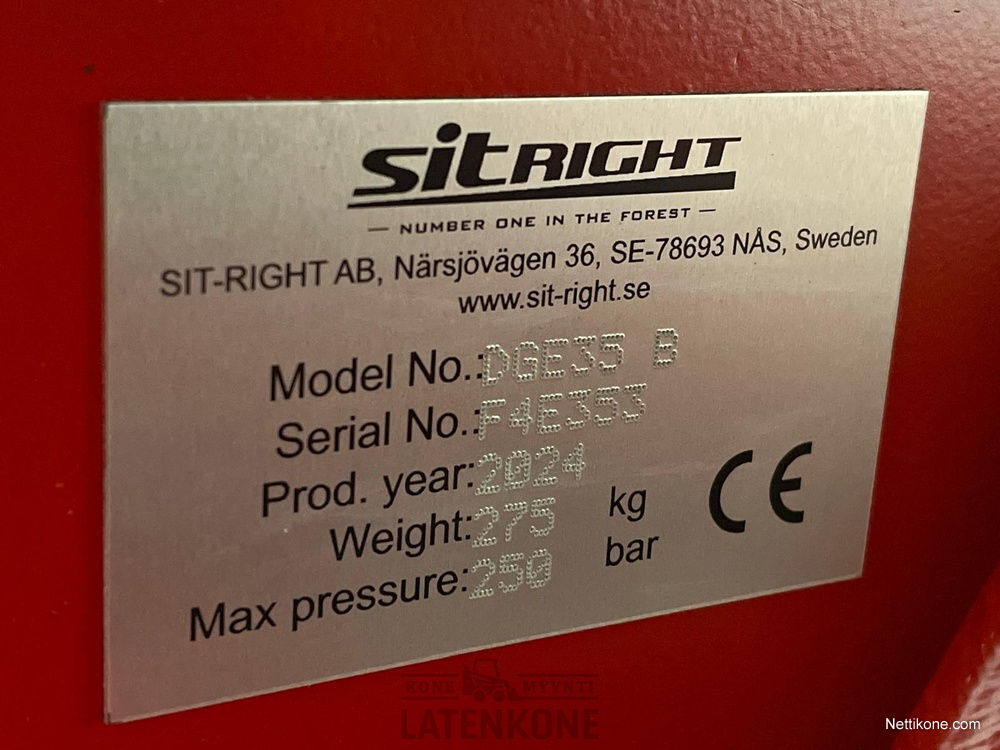 sitRIGHT
— NUMBER ONE IN THE FOREST —
SIT-RIGHT AB, Närsjövägen 36, SE-78693 NÅS, Sweden
www.sit-right.se
Model No.: DGE35 B
Serial No.: F4E353
Prod. year: 2024
Weight: 275 kg
Max pressure: 250 bar
CE
KONE MYYNTI
LATENKONE
Nettikone.com